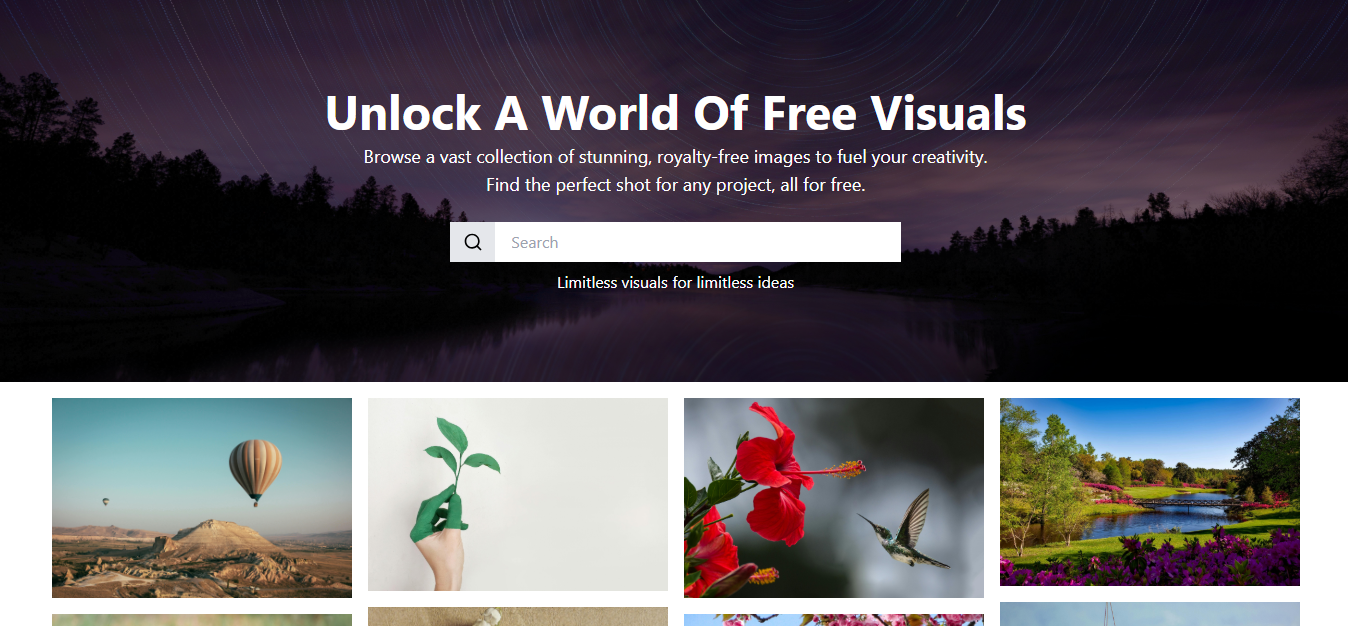 Unlock A World Of Free Visuals
Browse a vast collection of stunning, royalty-free images to fuel your creativity.
Find the perfect shot for any project, all for free.
Search
Limitless visuals for limitless ideas